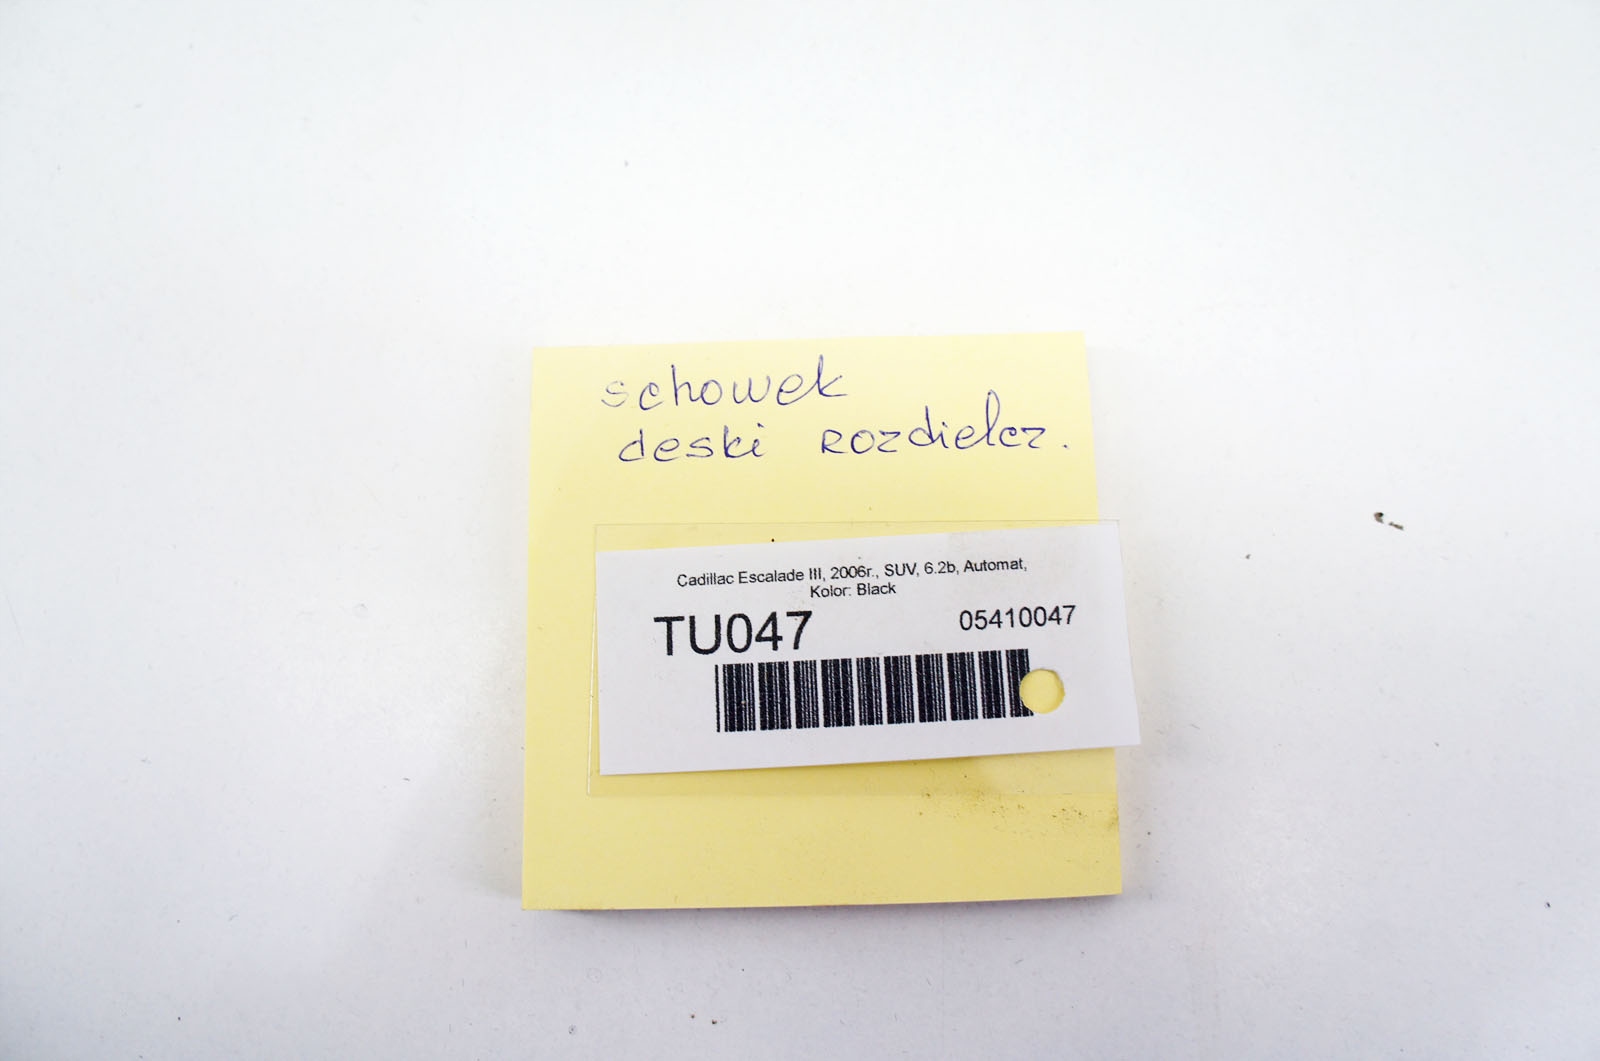 schowek
deski rozdielcz.
Cadillac Escalade III, 2006r., SUV, 6.2b, Automat,
Kolor: Black
TU047 05410047